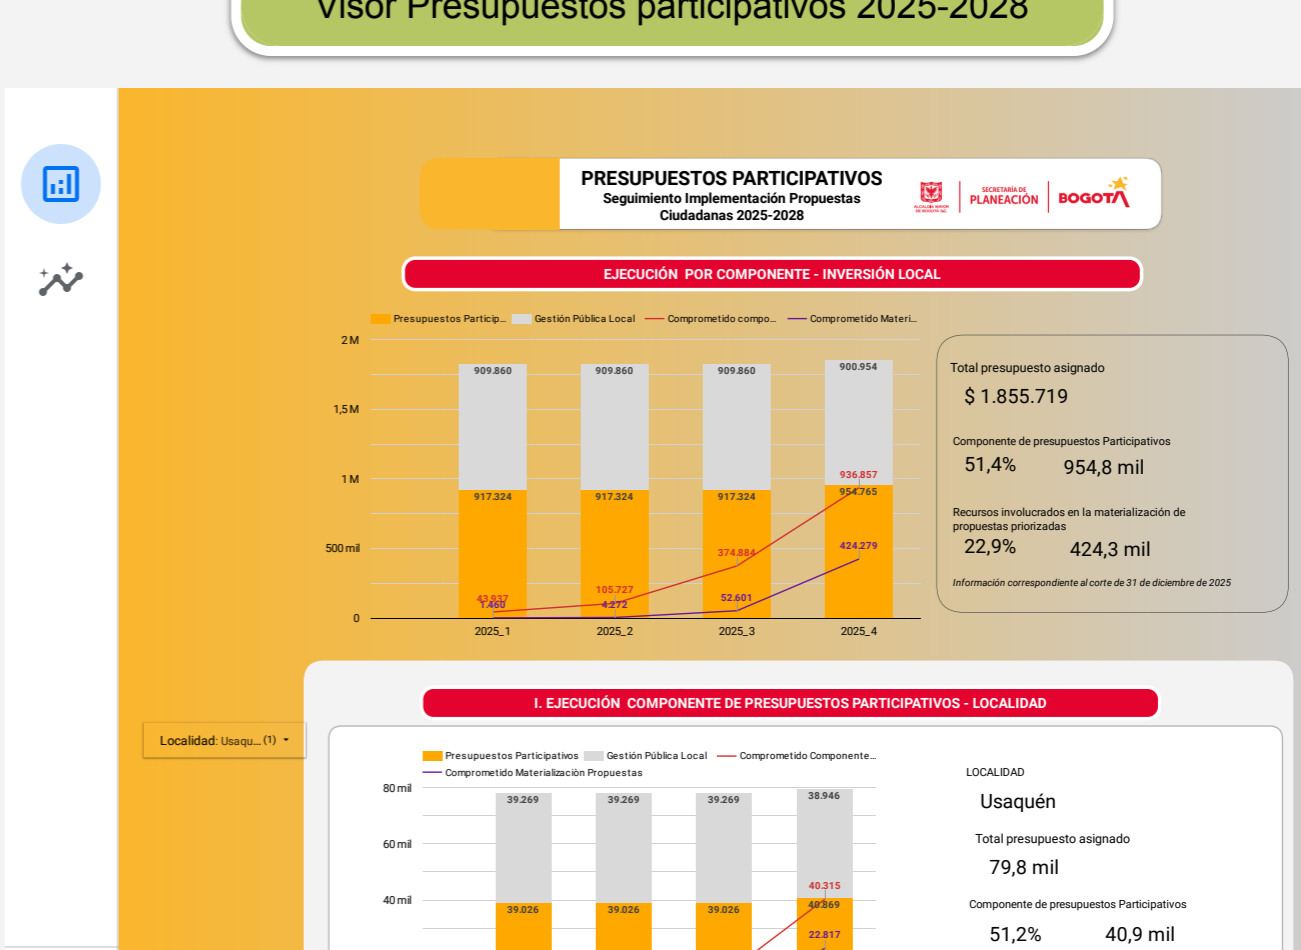 Visor Presupuestos participativos 2025-2028
PRESUPUESTOS PARTICIPATIVOS
Seguimiento Implementación Propuestas
Ciudadanas 2025-2028
ALCALDÍA MAYOR
DE BOGOTÁ D.C.
SECRETARÍA DE
PLANEACIÓN
BOGOTÁ
EJECUCIÓN POR COMPONENTE - INVERSIÓN LOCAL
Presupuestos Particip... Gestión Pública Local Comprometido compo... Comprometido Materi...
2 M
1,5 M
1 M
500 mil
0
909.860 909.860 909.860 900.954
917.324 917.324 917.324 954.765
43.937 105.727 374.884 936.857
1.460 4.272 52.601 424.279
2025_1 2025_2 2025_3 2025_4
Total presupuesto asignado
$ 1.855.719
Componente de presupuestos Participativos
51,4% 954,8 mil
Recursos involucrados en la materialización de
propuestas priorizadas
22,9% 424,3 mil
Información correspondiente al corte de 31 de diciembre de 2025
I. EJECUCIÓN COMPONENTE DE PRESUPUESTOS PARTICIPATIVOS - LOCALIDAD
Localidad: Usaqu... (1)
Presupuestos Participativos Gestión Pública Local Comprometido Componente...
Comprometido Materializaciòn Propuestas
80 mil
60 mil
40 mil
39.269 39.269 39.269 38.946
39.026 39.026 39.026 40.869
40.315
22.817
LOCALIDAD
Usaquén
Total presupuesto asignado
79,8 mil
Componente de presupuestos Participativos
51,2% 40,9 mil